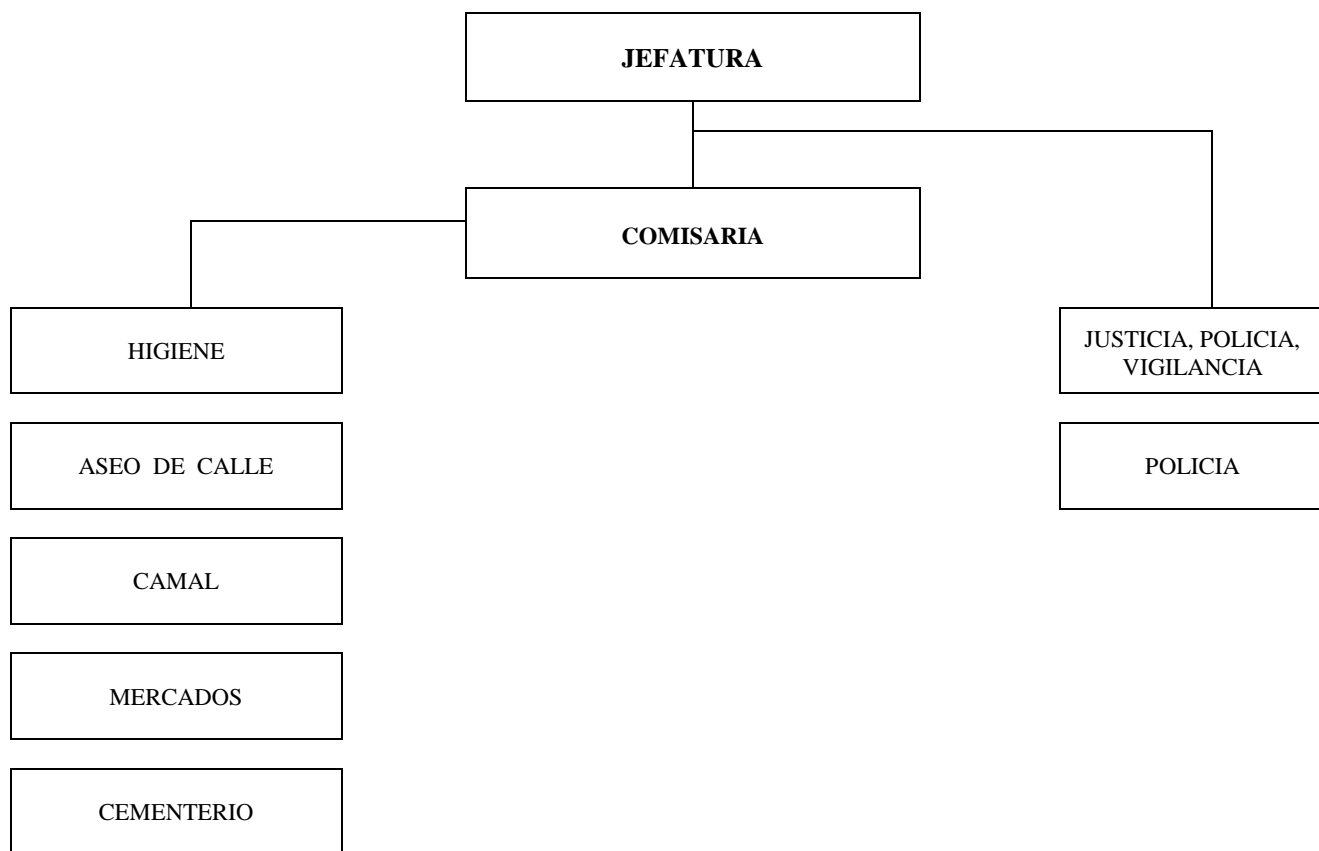 JEFATURA
COMISARIA
HIGIENE
JUSTICIA, POLICIA,
VIGILANCIA
ASEO DE CALLE
POLICIA
CAMAL
MERCADOS
CEMENTERIO